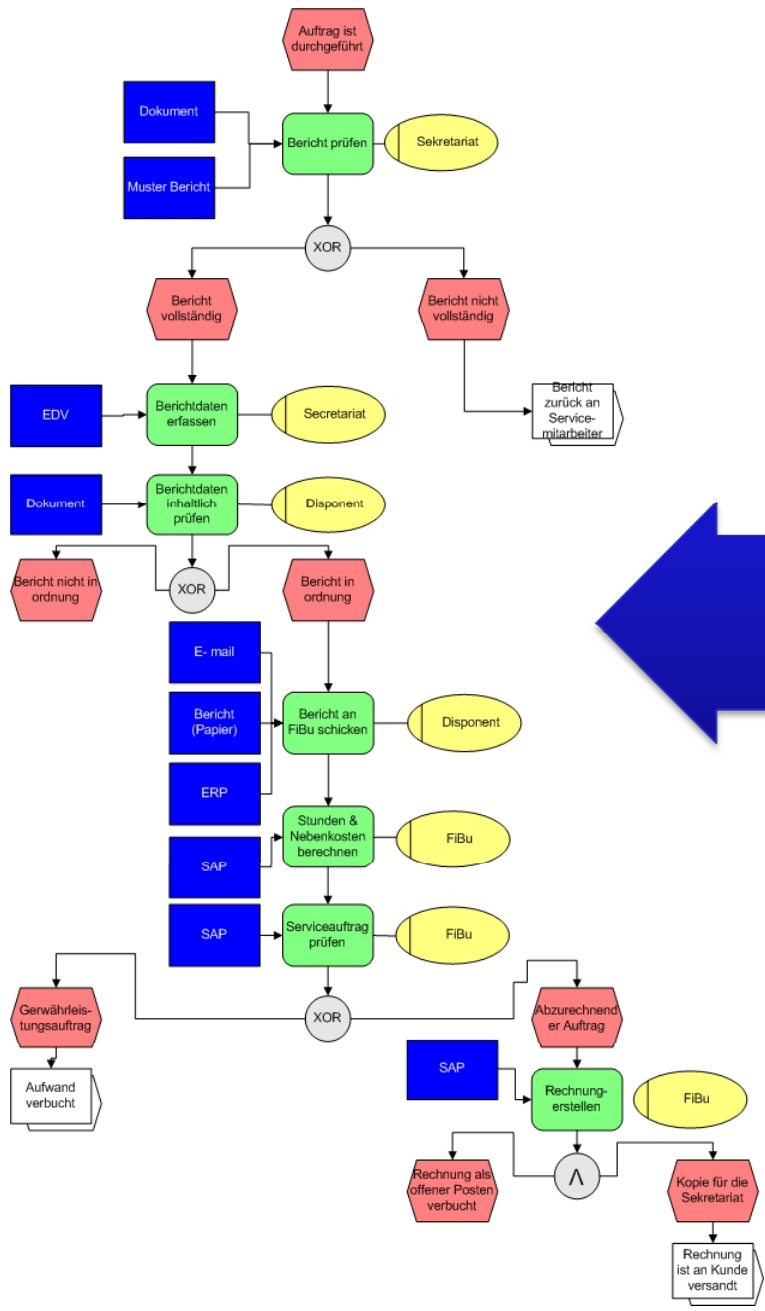 Auftrag ist
durchgeführt
Dokument
Bericht prüfen
Sekretariat
Muster Bericht
XOR
Bericht
vollständig
Bericht nicht
vollständig
Bericht
zurück an
Service-
mitarbeiter
EDV
Berichtdaten
erfassen
Secretariat
Dokument
Berichtdaten
inhaltlich
prüfen
Disponent
Bericht nicht in
ordnung
XOR
Bericht in
ordnung
E- mail
Bericht
(Papier)
Bericht an
FiBu schicken
Disponent
ERP
Stunden &
Nebenkosten
berechnen
FiBu
SAP
SAP
Serviceauftrag
prüfen
FiBu
Gerwährleis-
tungsauftrag
XOR
Abzurechnend
er Auftrag
Aufwand
verbucht
SAP
Rechnung-
erstellen
FiBu
Rechnung als
offener Posten
verbucht
Λ
Kopie für die
Sekretariat
Rechnung
ist an Kunde
versandt